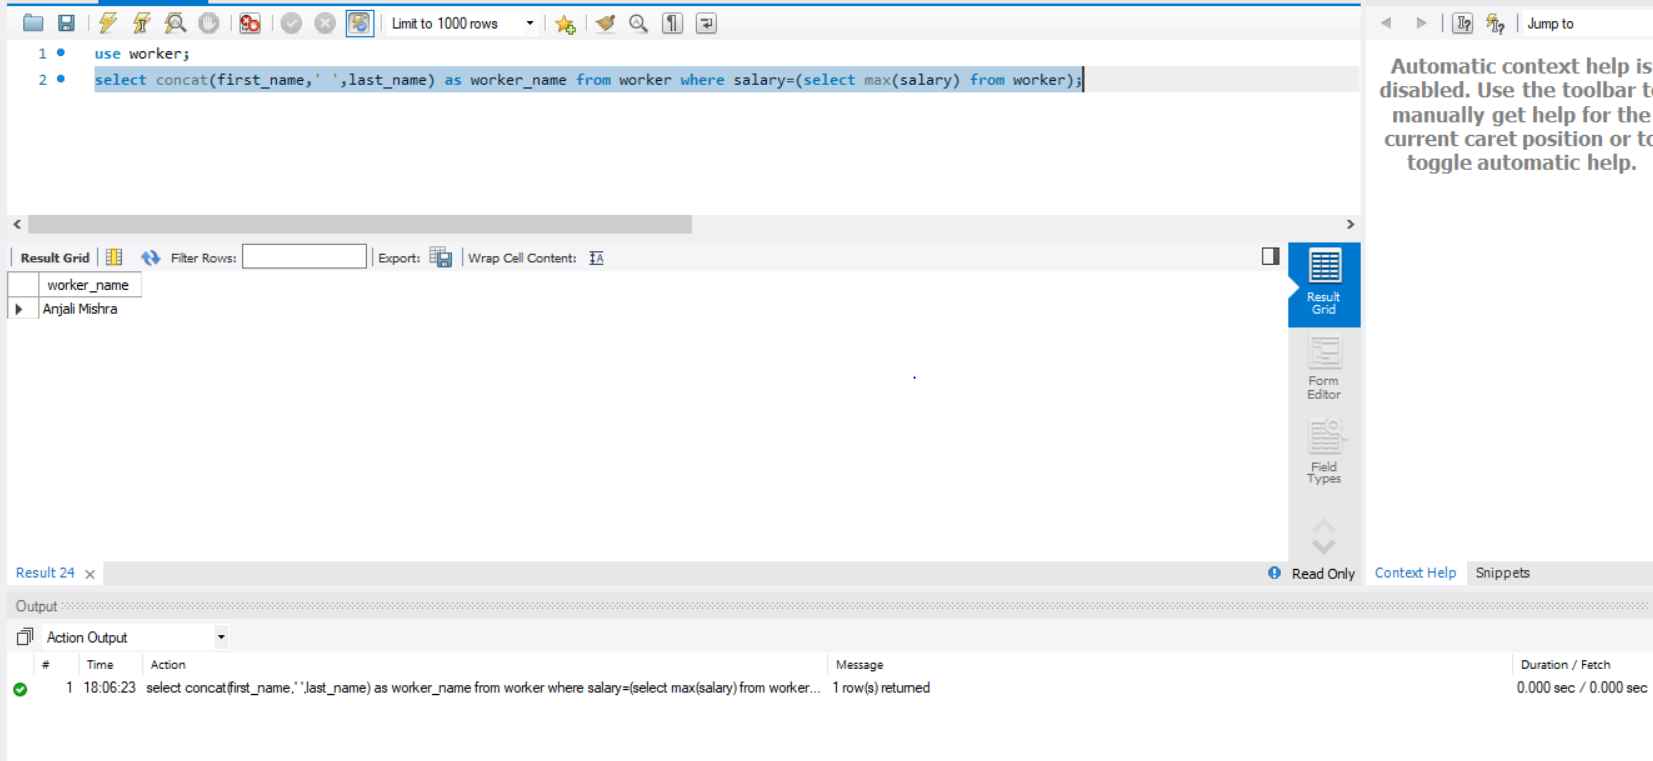 Limit to 1000 rows
Jump to
1 use worker;
2 select concat(first_name,' ',last_name) as worker_name from worker where salary=(select max(salary) from worker);
Automatic context help is
disabled. Use the toolbar t
manually get help for the
current caret position or to
toggle automatic help.
Result Grid Filter Rows: Export: Wrap Cell Content: IA
worker_name
Anjali Mishra
Result
Grid
Form
Editor
Field
Types
Result 24 Read Only
Context Help Snippets
Output
Action Output
# Time Action Message Duration / Fetch
1 18:06:23 select concat(first_name,' ',last_name) as worker_name from worker where salary=(select max(salary) from worker... 1 row(s) returned 0.000 sec / 0.000 sec